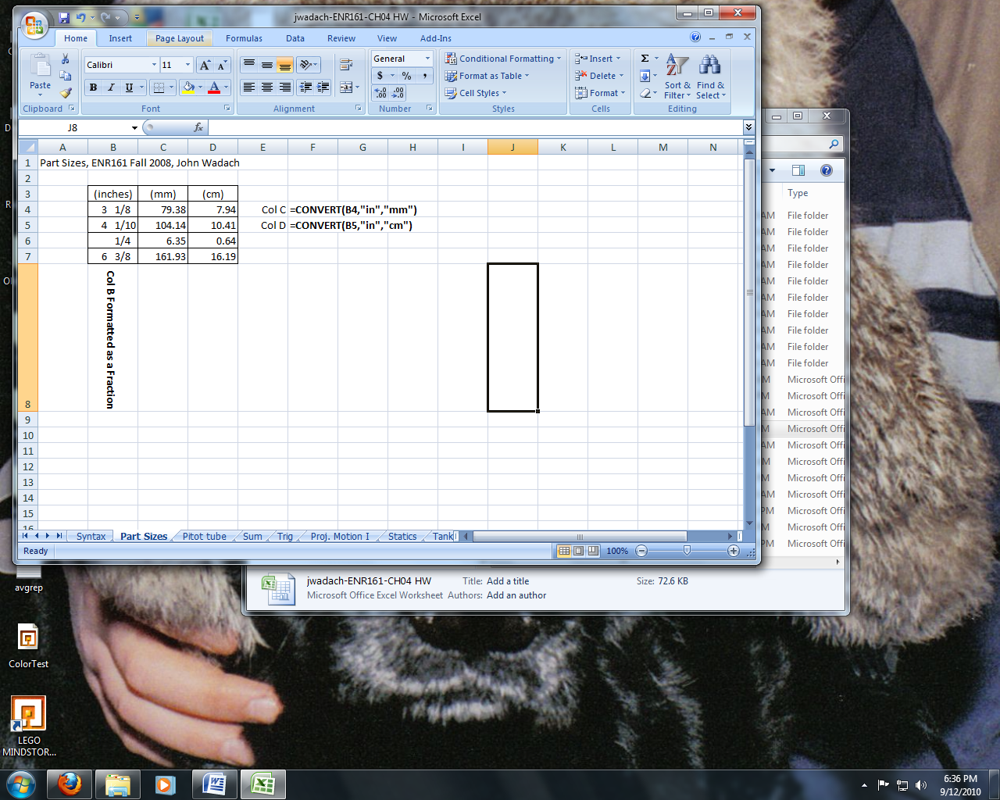 jwadach-ENR161-CH04 HW - Microsoft Excel
Home Insert Page Layout Formulas Data Review View Add-Ins
Calibri 11 General
Conditional Formatting
Insert
Σ
Paste
$ % ,
Format as Table
Delete
Sort & Filter
Find & Select
B I U
Cell Styles
Format
Clipboard Font Alignment Number Styles Cells Editing
J8 fx
A B C D E F G H I J K L M N
1 Part Sizes, ENR161 Fall 2008, John Wadach
2
3 (inches) (mm) (cm)
4 3 1/8 79.38 7.94 Col C =CONVERT(B4,"in","mm")
5 4 1/10 104.14 10.41 Col D =CONVERT(B5,"in","cm")
6 1/4 6.35 0.64
7 6 3/8 161.93 16.19
Col B Formatted as a Fraction
8
9
10
11
12
13
14
15
16
Syntax Part Sizes Pitot tube Sum Trig Proj. Motion I Statics Tank
Ready 100%
Type
AM File folder
AM File folder
AM File folder
AM File folder
AM File folder
AM File folder
AM File folder
AM File folder
AM File folder
AM File folder
M Microsoft Offi
M Microsoft Offi
AM Microsoft Offi
M Microsoft Offi
AM Microsoft Offi
M Microsoft Offi
M Microsoft Offi
AM Microsoft Offi
PM Microsoft Offi
M Microsoft Offi
PM Microsoft Offi
jwadach-ENR161-CH04 HW Title: Add a title Size: 72.6 KB
Microsoft Office Excel Worksheet Authors: Add an author
avgrep
ColorTest
LEGO
MINDSTOR...
6:36 PM
9/12/2010